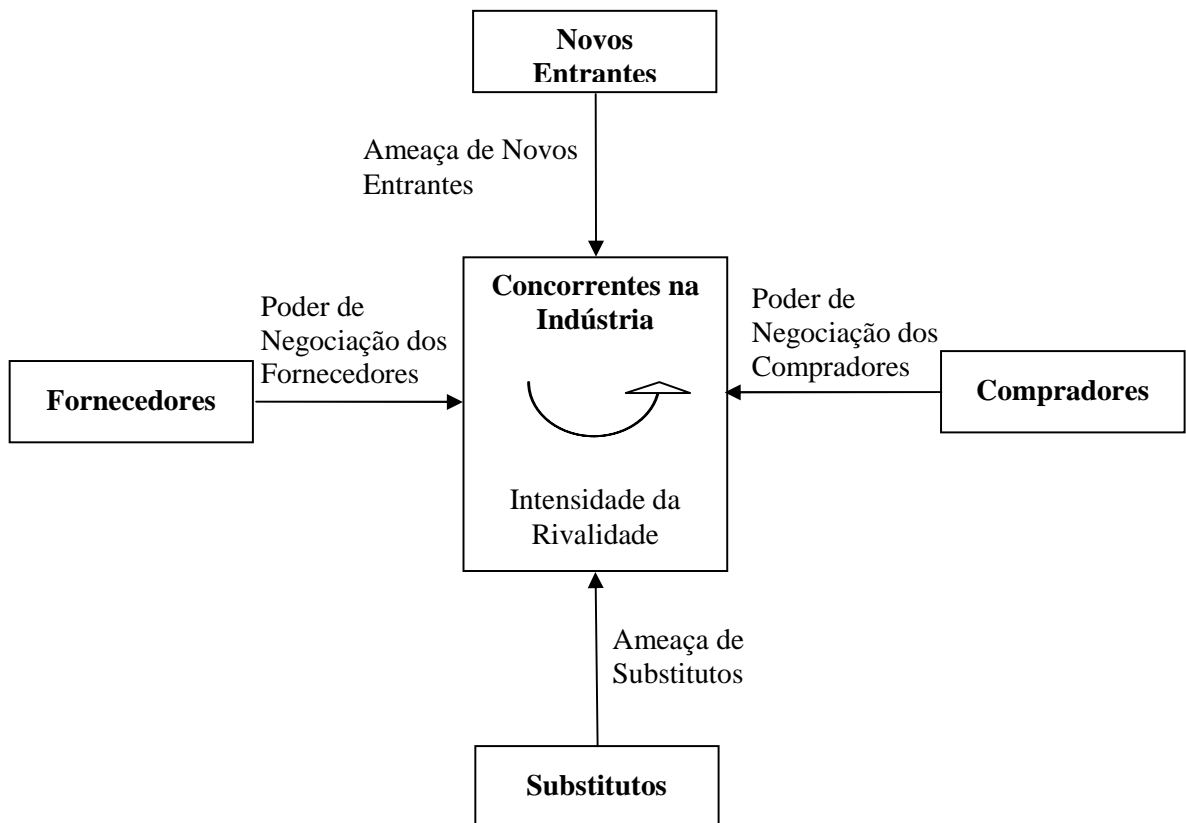 Novos
Entrantes
Ameaça de Novos
Entrantes
Concorrentes na
Indústria
Poder de
Negociação dos
Fornecedores
Poder de
Negociação dos
Compradores
Fornecedores
Compradores
Intensidade da
Rivalidade
Ameaça de
Substitutos
Substitutos